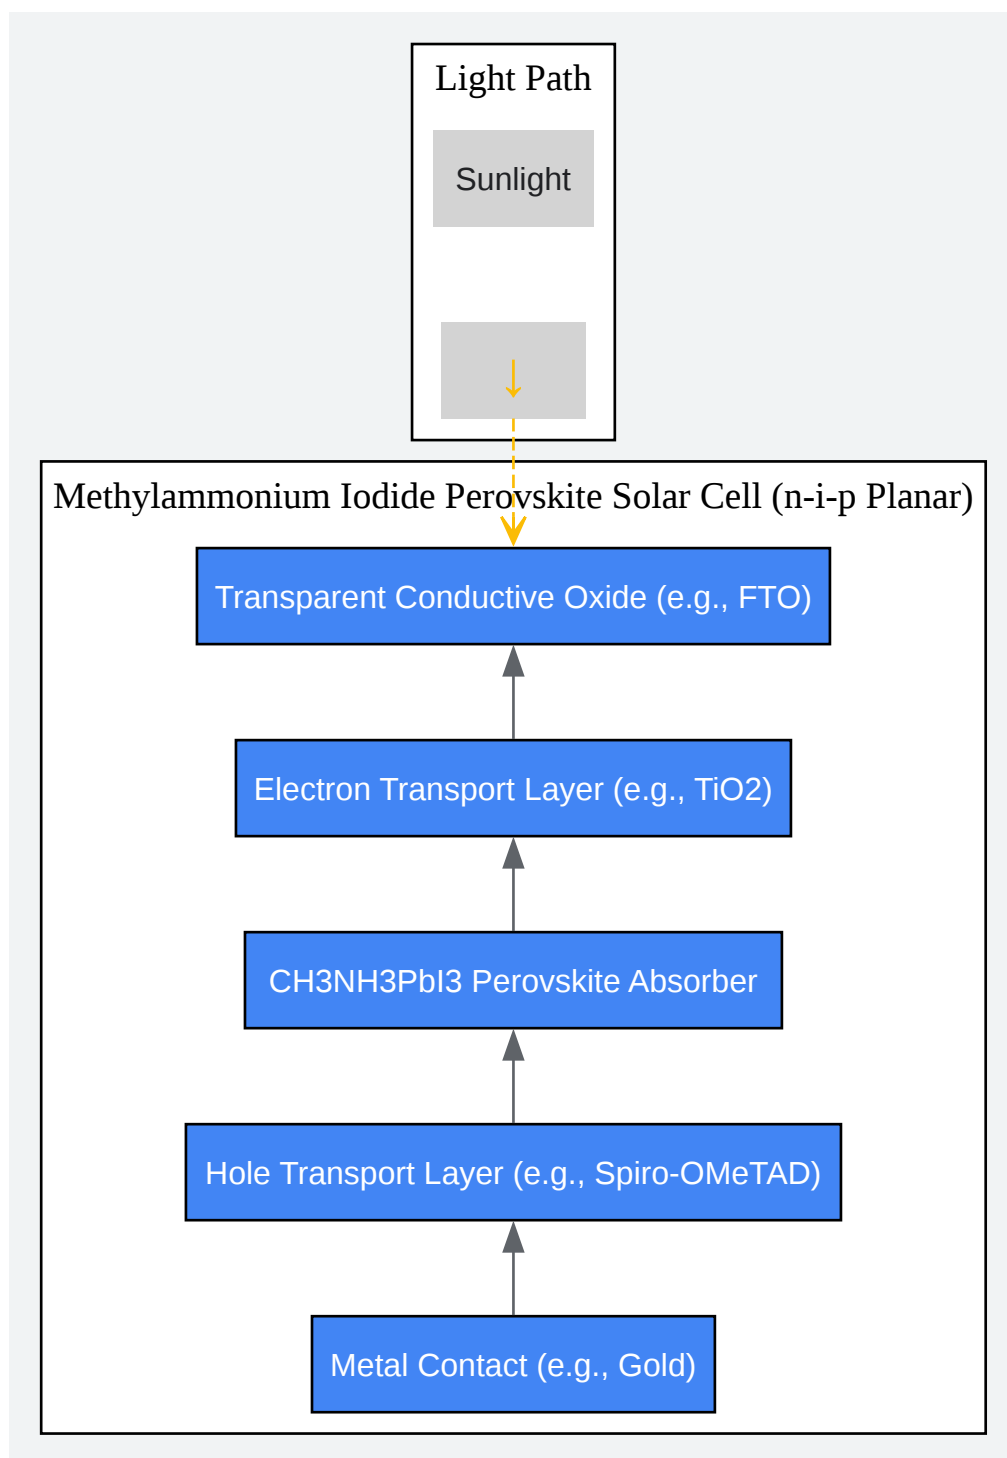 Light Path
Sunlight
↓
Methylammonium Iodide Perovskite Solar Cell (n-i-p Planar)
Transparent Conductive Oxide (e.g., FTO)
Electron Transport Layer (e.g., TiO2)
CH3NH3PbI3 Perovskite Absorber
Hole Transport Layer (e.g., Spiro-OMeTAD)
Metal Contact (e.g., Gold)